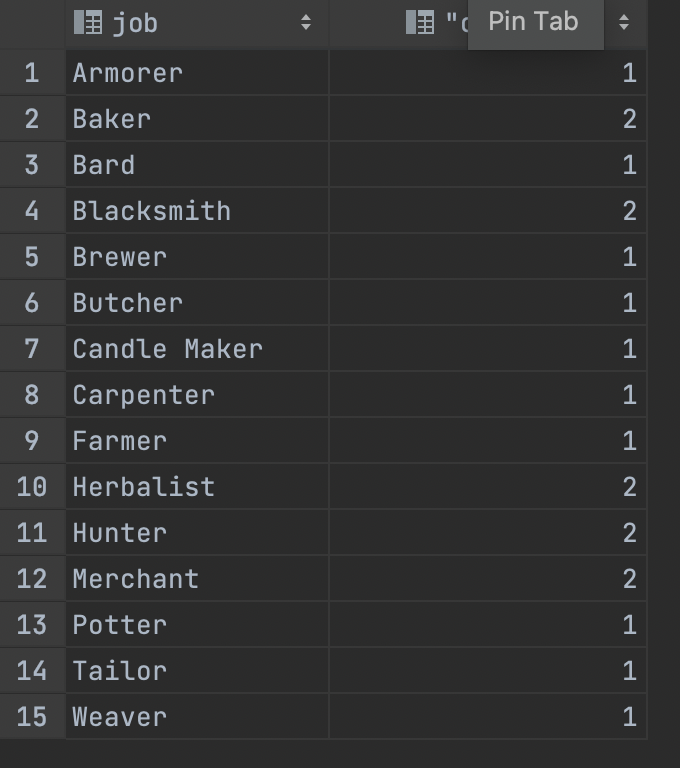 job
Pin Tab
1 Armorer 1
2 Baker 2
3 Bard 1
4 Blacksmith 2
5 Brewer 1
6 Butcher 1
7 Candle Maker 1
8 Carpenter 1
9 Farmer 1
10 Herbalist 2
11 Hunter 2
12 Merchant 2
13 Potter 1
14 Tailor 1
15 Weaver 1